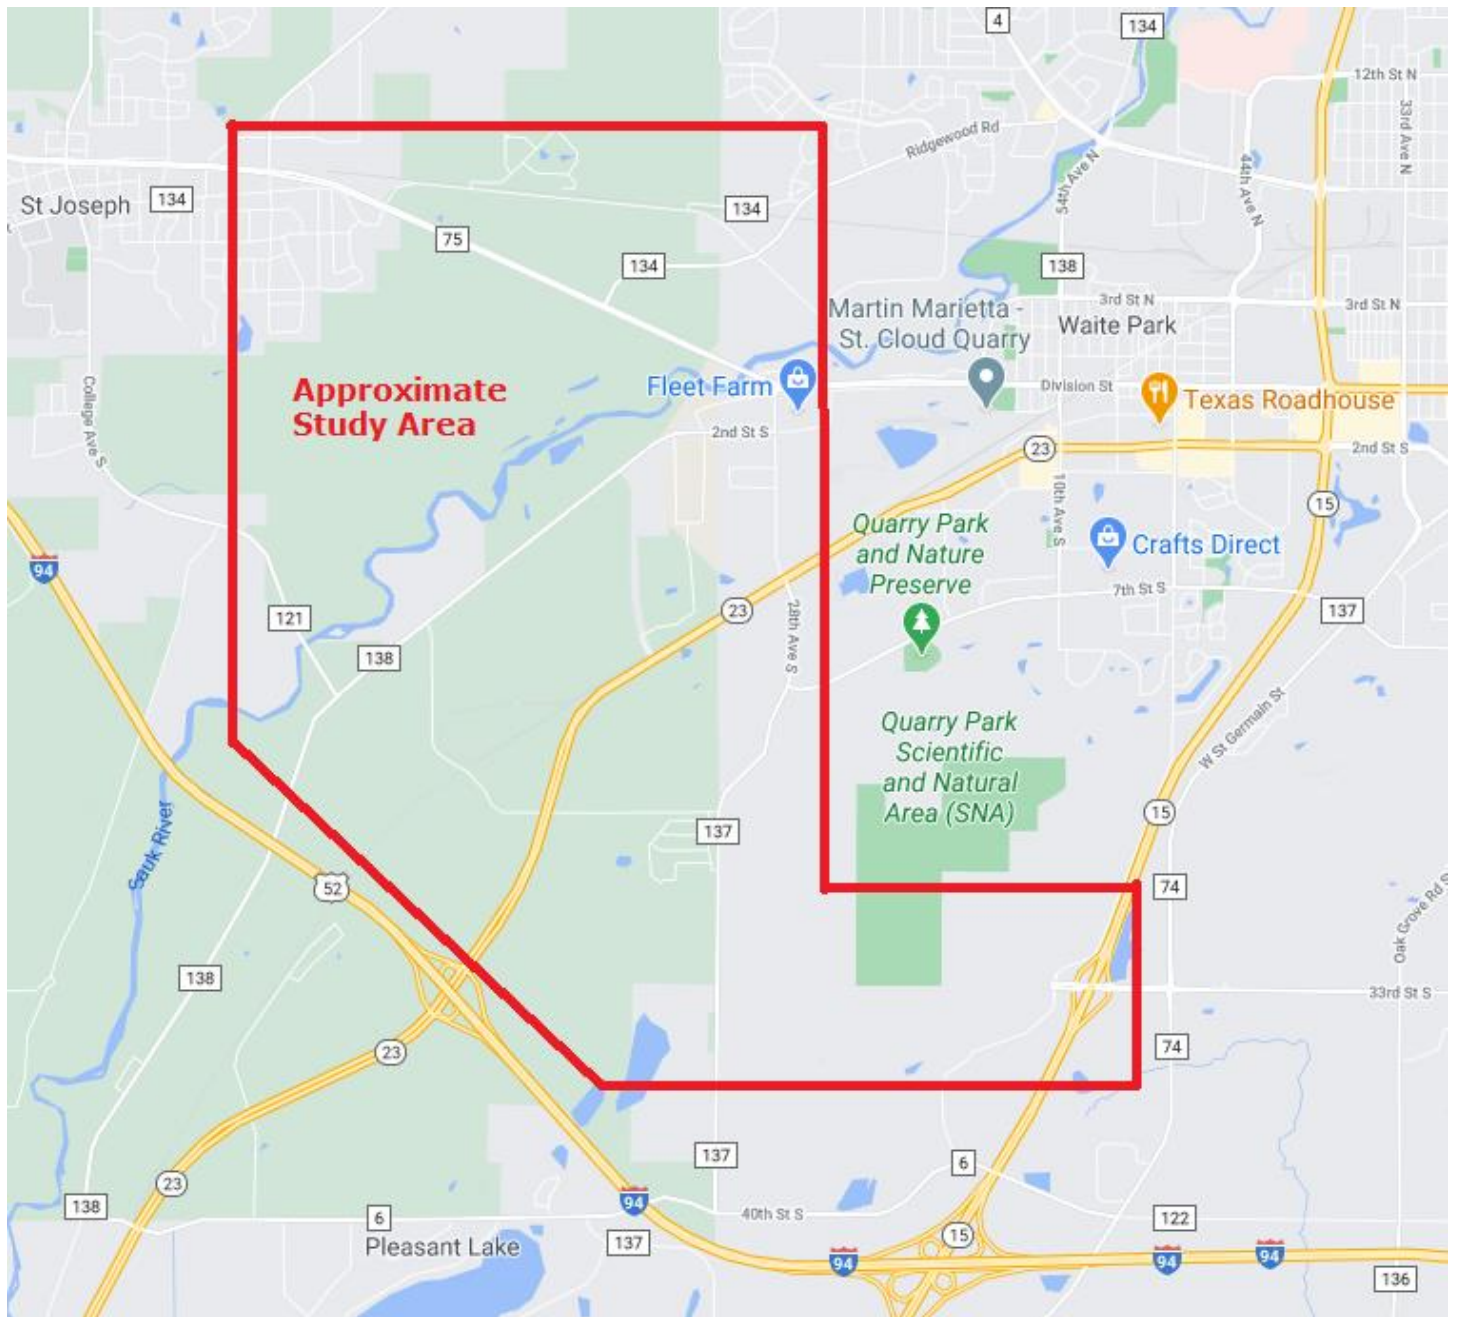 4
134
12th St N
33rd Ave N
Ridgewood Rd
54th Ave N
44th Ave N
St Joseph
134
134
75
134
138
3rd St N
3rd St N
Martin Marietta -
St. Cloud Quarry
Waite Park
Approximate
Study Area
Fleet Farm
Division St
Texas Roadhouse
College Ave S
2nd St S
23
2nd St S
10th Ave S
15
Quarry Park
and Nature
Preserve
Crafts Direct
94
121
23
28th Ave S
7th St S
137
138
Quarry Park
Scientific
and Natural
Area (SNA)
W St Germain St
Sauk River
137
15
52
74
Oak Grove Rd S
138
33rd St S
23
74
137
6
23
94
138
6
40th St S
122
Pleasant Lake
137
15
94
94
94
136